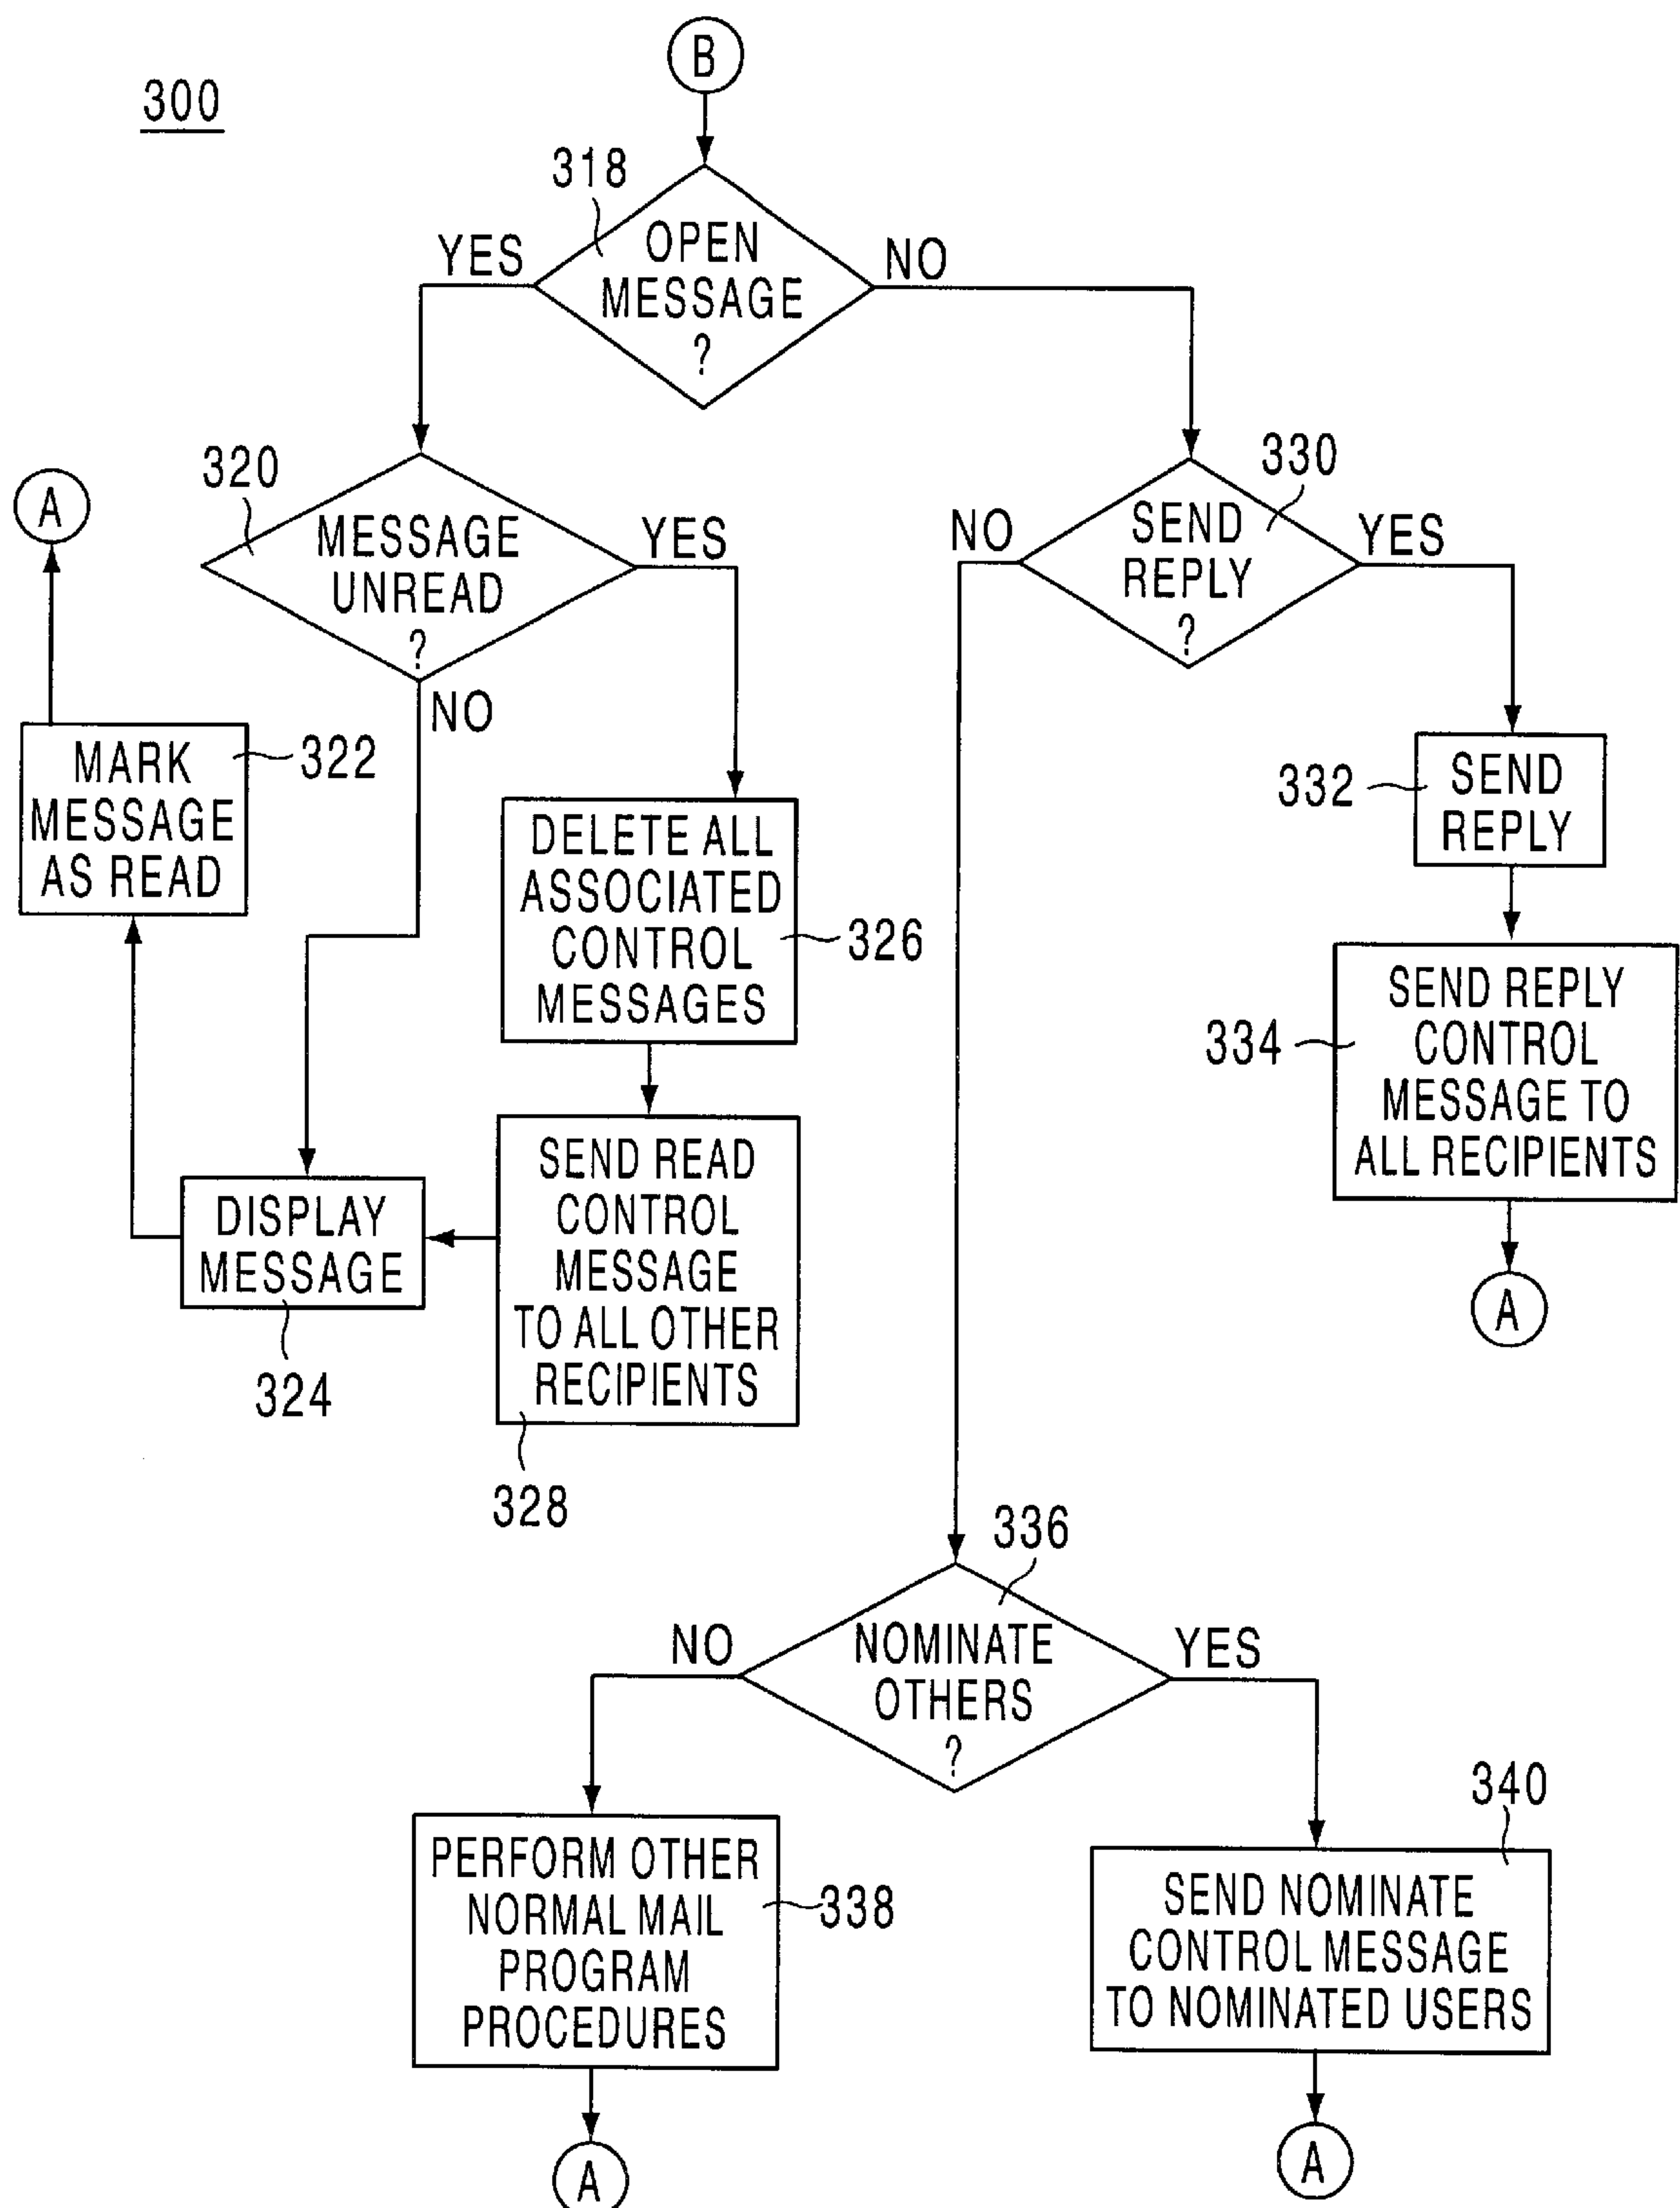 B
300
318
YES
OPEN
MESSAGE
?
NO
320
A
MESSAGE
UNREAD
?
YES
NO
330
NO
SEND
REPLY
?
YES
MARK
MESSAGE
AS READ
322
DELETE ALL
ASSOCIATED
CONTROL
MESSAGES
326
332
SEND
REPLY
334
SEND REPLY
CONTROL
MESSAGE TO
ALL RECIPIENTS
A
DISPLAY
MESSAGE
324
SEND READ
CONTROL
MESSAGE
TO ALL OTHER
RECIPIENTS
328
336
NO
NOMINATE
OTHERS
?
YES
340
PERFORM OTHER
NORMAL MAIL
PROGRAM
PROCEDURES
338
SEND NOMINATE
CONTROL MESSAGE
TO NOMINATED USERS
A
A